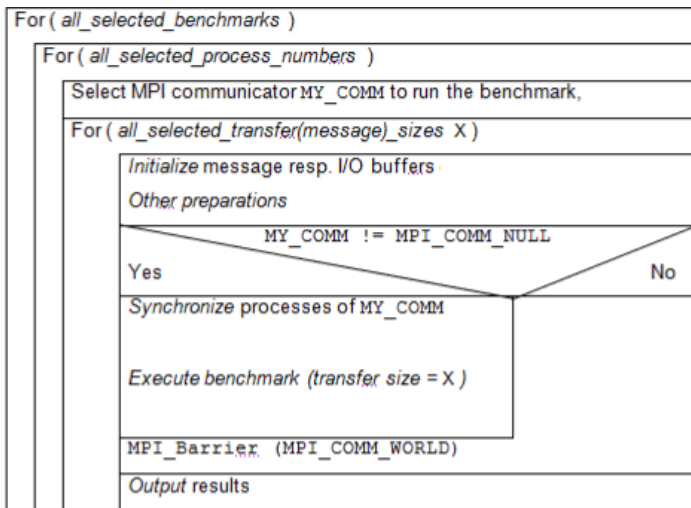 For ( all_selected_benchmarks )
For ( all_selected_process_numbers )
Select MPI communicator MY_COMM to run the benchmark,
For ( all_selected_transfer(message)_sizes X )
Initialize message resp. I/O buffers
Other preparations
MY_COMM != MPI_COMM_NULL
Yes No
Synchronize processes of MY_COMM
Execute benchmark (transfer size = X )
MPI_Barrier (MPI_COMM_WORLD)
Output results